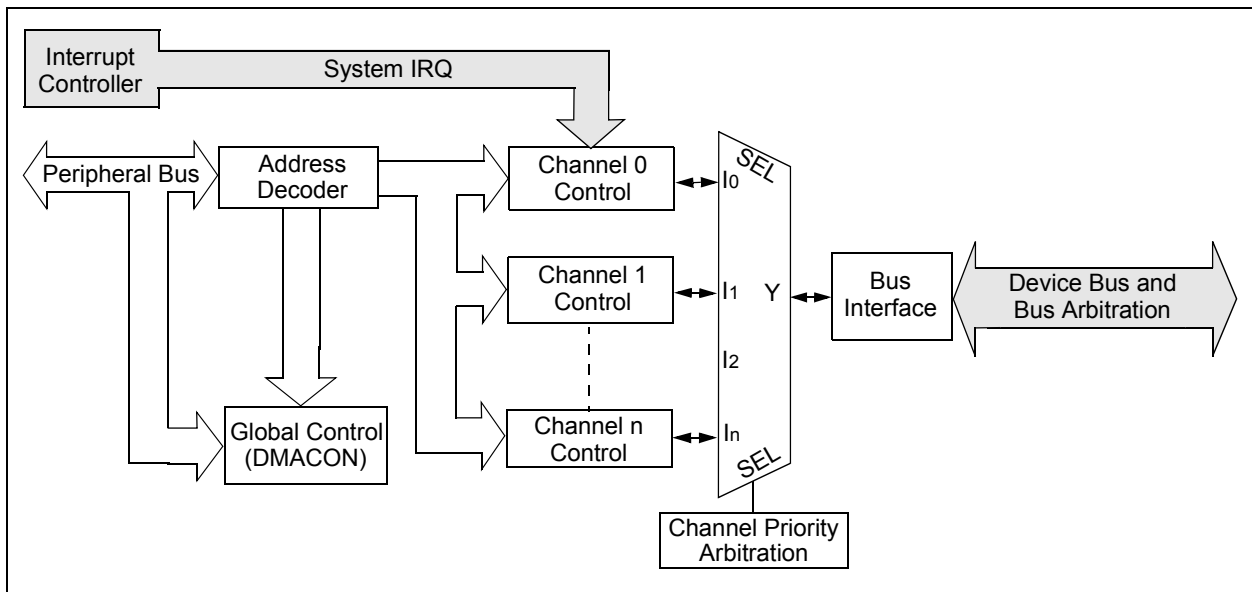 Interrupt
Controller
System IRQ
Peripheral Bus
Address
Decoder
Channel 0
Control
I0
SEL
Channel 1
Control
I1
Y
Bus
Interface
Device Bus and
Bus Arbitration
I2
Global Control
(DMACON)
Channel n
Control
In
SEL
Channel Priority
Arbitration